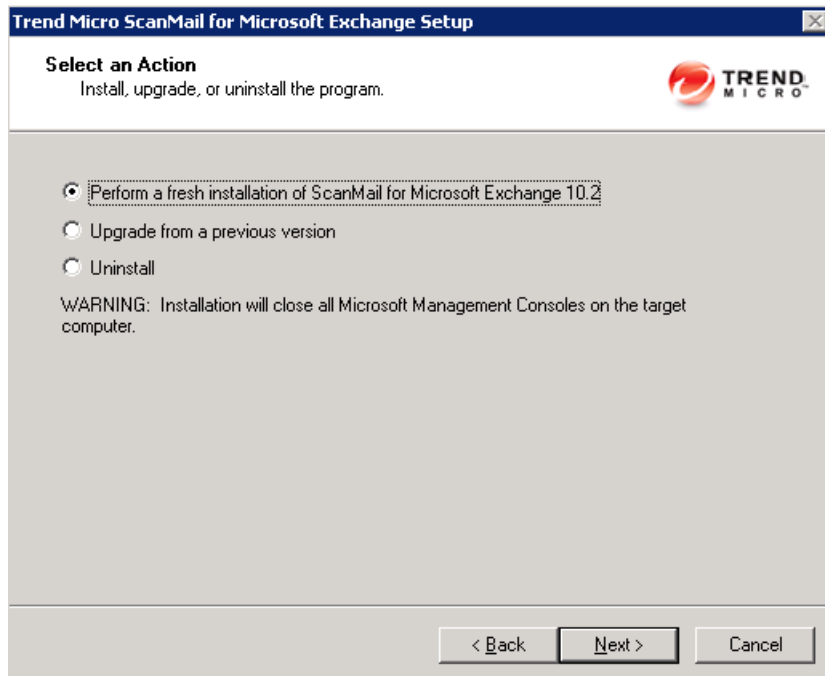 Trend Micro ScanMail for Microsoft Exchange Setup
Select an Action
Install, upgrade, or uninstall the program.
TREND
MICRO
Perform a fresh installation of ScanMail for Microsoft Exchange 10.2
Upgrade from a previous version
Uninstall
WARNING:  Installation will close all Microsoft Management Consoles on the target
computer.
< Back
Next >
Cancel